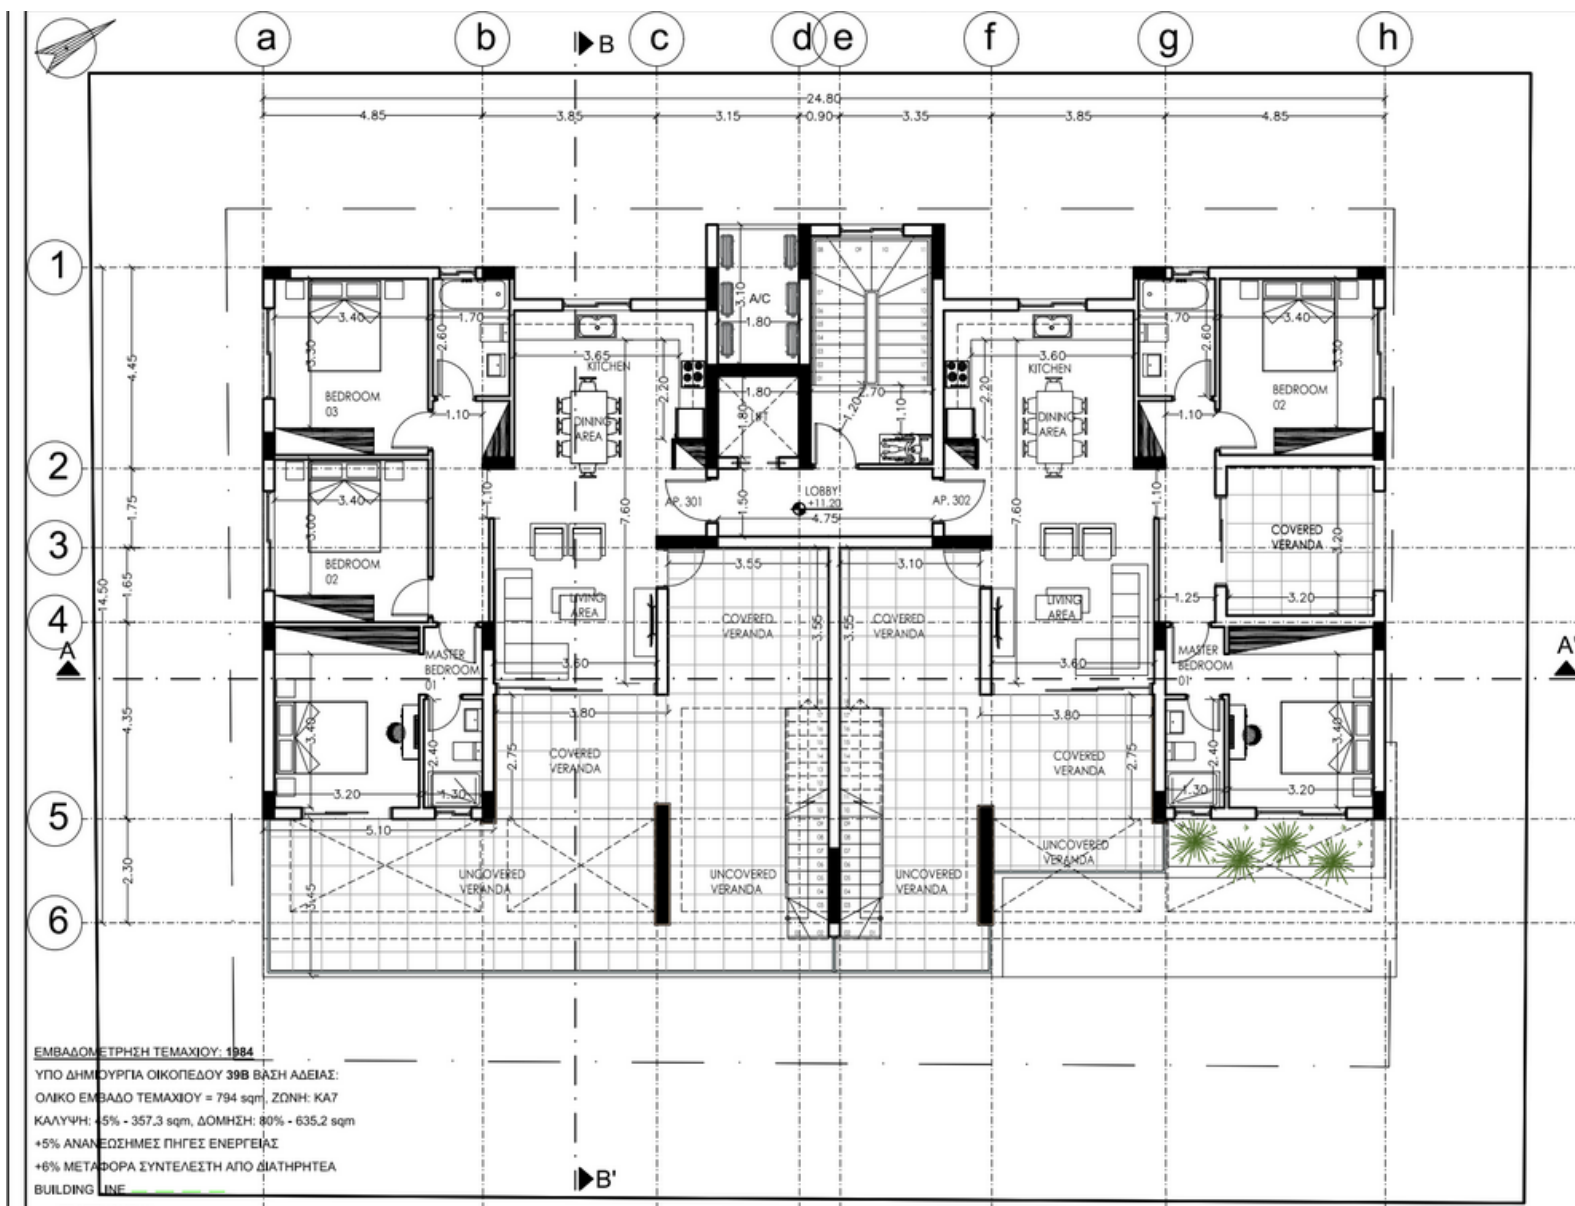 a
b
B
c
d
e
f
g
h
24.80
4.85
3.85
3.15
0.90
3.35
3.85
4.85
1
2
3
4
5
6
4.45
1.75
1.65
4.35
2.30
14.50
A
A'
3.40
3.30
BEDROOM
03
1.70
2.60
1.10
3.65
KITCHEN
2.20
DINING
AREA
3.10
A/C
1.80
1.80
1.80
2.70
1.20
1.10
3.60
KITCHEN
2.20
DINING
AREA
1.70
2.60
1.10
3.40
3.30
BEDROOM
02
3.40
3.00
BEDROOM
02
1.10
7.60
AP. 301
1.50
LOBBY
+11.20
4.75
AP. 302
7.60
1.10
COVERED
VERANDA
3.20
3.20
1.25
LIVING
AREA
3.60
3.55
COVERED
VERANDA
3.55
3.10
COVERED
VERANDA
3.55
LIVING
AREA
3.60
MASTER
BEDROOM
01
3.40
3.20
2.40
1.30
3.80
2.75
COVERED
VERANDA
3.80
COVERED
VERANDA
2.75
MASTER
BEDROOM
01
2.40
1.30
3.40
3.20
5.10
3.45
UNCOVERED
VERANDA
UNCOVERED
VERANDA
UNCOVERED
VERANDA
UNCOVERED
VERANDA
ΕΜΒΑΔΟΜΕΤΡΗΣΗ ΤΕΜΑΧΙΟΥ: 1984
ΥΠΟ ΔΗΜΙΟΥΡΓΙΑ ΟΙΚΟΠΕΔΟΥ 39Β ΒΑΣΗ ΑΔΕΙΑΣ:
ΟΛΙΚΟ ΕΜΒΑΔΟ ΤΕΜΑΧΙΟΥ = 794 sqm, ΖΩΝΗ: ΚΑ7
ΚΑΛΥΨΗ: 45% - 357,3 sqm, ΔΟΜΗΣΗ: 80% - 635,2 sqm
+5% ΑΝΑΝΕΩΣΗΜΕΣ ΠΗΓΕΣ ΕΝΕΡΓΕΙΑΣ
+6% ΜΕΤΑΦΟΡΑ ΣΥΝΤΕΛΕΣΤΗ ΑΠΟ ΔΙΑΤΗΡΗΤΕΑ
BUILDING LINE
B'